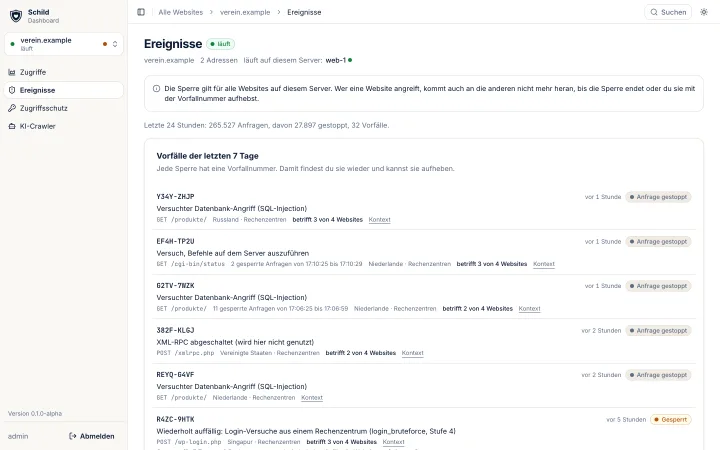 Schild
Dashboard
verein.example
läuft
Zugriffe
Ereignisse
Zugriffsschutz
KI-Crawler
Version 0.1.0-alpha
admin
Abmelden
Alle Websites > verein.example > Ereignisse
Suchen
Ereignisse läuft
verein.example 2 Adressen läuft auf diesem Server: web-1
Die Sperre gilt für alle Websites auf diesem Server. Wer eine Website angreift, kommt auch an die anderen nicht mehr heran, bis die Sperre endet oder du sie mit
der Vorfallnummer aufhebst.
Letzte 24 Stunden: 265.527 Anfragen, davon 27.897 gestoppt, 32 Vorfälle.
Vorfälle der letzten 7 Tage
Jede Sperre hat eine Vorfallnummer. Damit findest du sie wieder und kannst sie aufheben.
Y34Y-ZHJP vor 1 Stunde Anfrage gestoppt
Versuchter Datenbank-Angriff (SQL-Injection)
GET /produkte/ Russland · Rechenzentren betrifft 3 von 4 Websites Kontext
EF4H-TP2U vor 1 Stunde Anfrage gestoppt
Versuch, Befehle auf dem Server auszuführen
GET /cgi-bin/status 2 gesperrte Anfragen von 17:10:25 bis 17:10:29 Niederlande · Rechenzentren betrifft 3 von 4 Websites Kontext
G2TV-7WZK vor 1 Stunde Anfrage gestoppt
Versuchter Datenbank-Angriff (SQL-Injection)
GET /produkte/ 11 gesperrte Anfragen von 17:06:25 bis 17:06:59 Niederlande · Rechenzentren betrifft 2 von 4 Websites Kontext
382F-KLGJ vor 2 Stunden Anfrage gestoppt
XML-RPC abgeschaltet (wird hier nicht genutzt)
POST /xmlrpc.php Vereinigte Staaten · Rechenzentren betrifft 2 von 4 Websites Kontext
REYQ-G4VF vor 2 Stunden Anfrage gestoppt
Versuchter Datenbank-Angriff (SQL-Injection)
GET /produkte/ Niederlande · Rechenzentren Kontext
R4ZC-9HTK vor 5 Stunden Gesperrt
Wiederholt auffällig: Login-Versuche aus einem Rechenzentrum (login_bruteforce, Stufe 4)
POST /wp-login.php Singapur · Rechenzentren betrifft 3 von 4 Websites Kontext